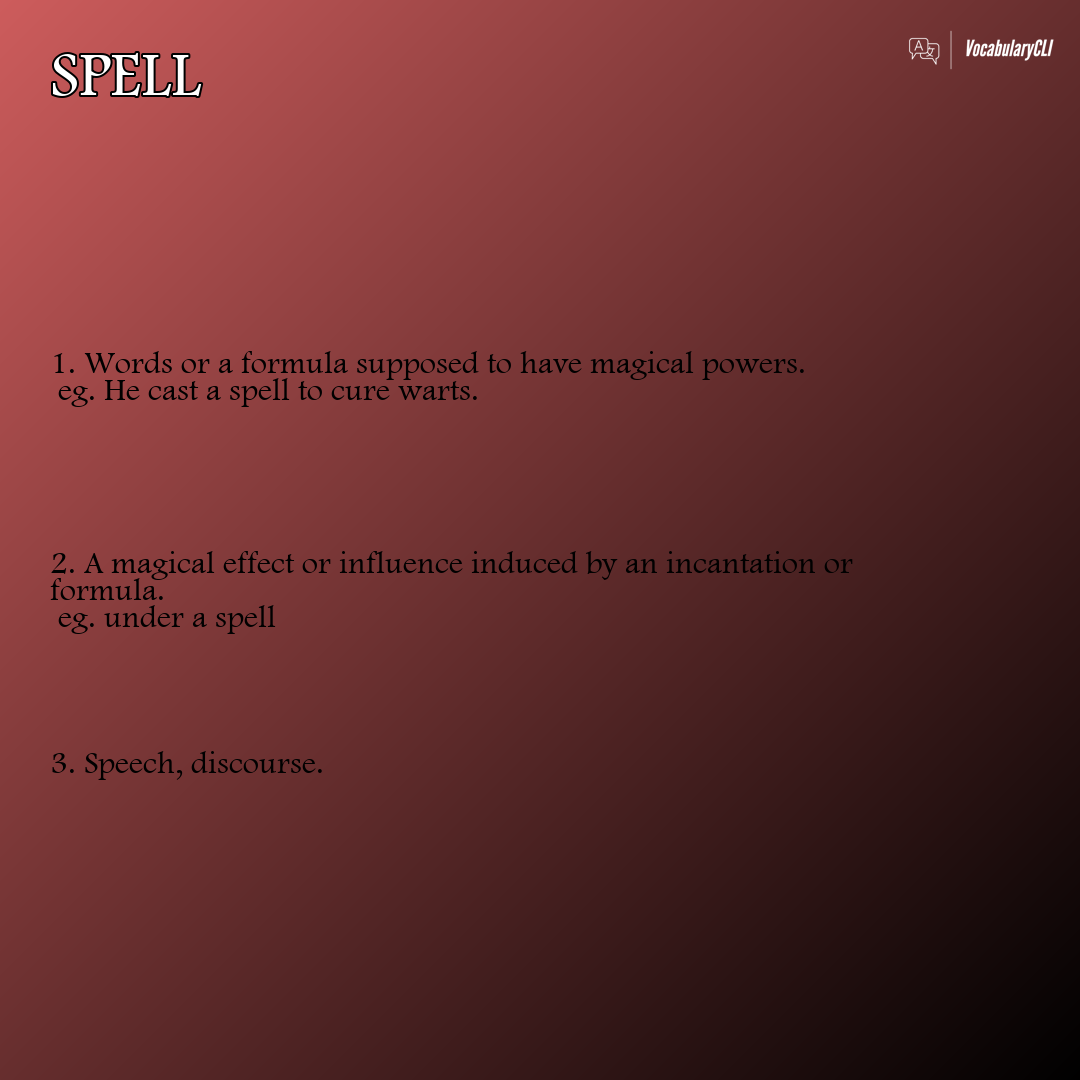 SPELL
VocabularyCLI
1. Words or a formula supposed to have magical powers.
eg. He cast a spell to cure warts.
2. A magical effect or influence induced by an incantation or
formula.
eg. under a spell
3. Speech, discourse.